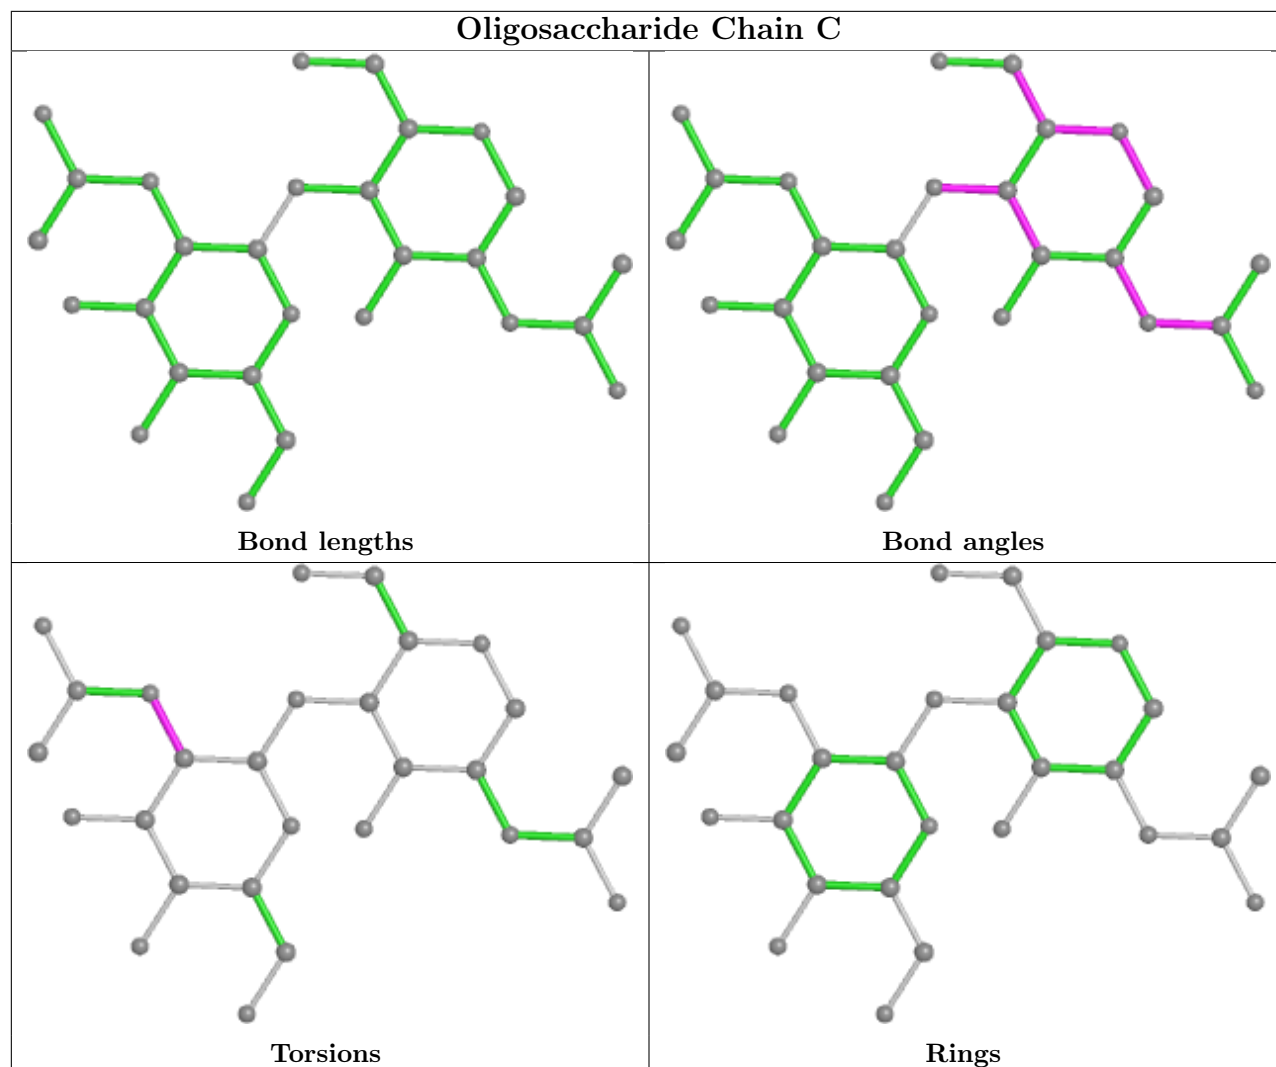 Oligosaccharide Chain C
Bond lengths
Bond angles
Torsions
Rings